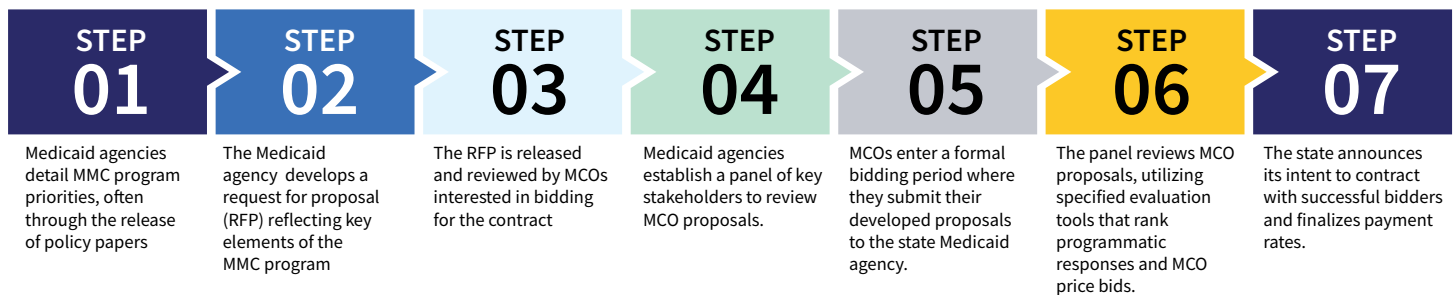 STEP
01
Medicaid agencies
detail MMC program
priorities, often
through the release
of policy papers
STEP
02
The Medicaid
agency develops a
request for proposal
(RFP) reflecting key
elements of the
MMC program
STEP
03
The RFP is released
and reviewed by MCOs
interested in bidding
for the contract
STEP
04
Medicaid agencies
establish a panel of key
stakeholders to review
MCO proposals.
STEP
05
MCOs enter a formal
bidding period where
they submit their
developed proposals
to the state Medicaid
agency.
STEP
06
The panel reviews MCO
proposals, utilizing
specified evaluation
tools that rank
programmatic
responses and MCO
price bids.
STEP
07
The state announces
its intent to contract
with successful bidders
and finalizes payment
rates.